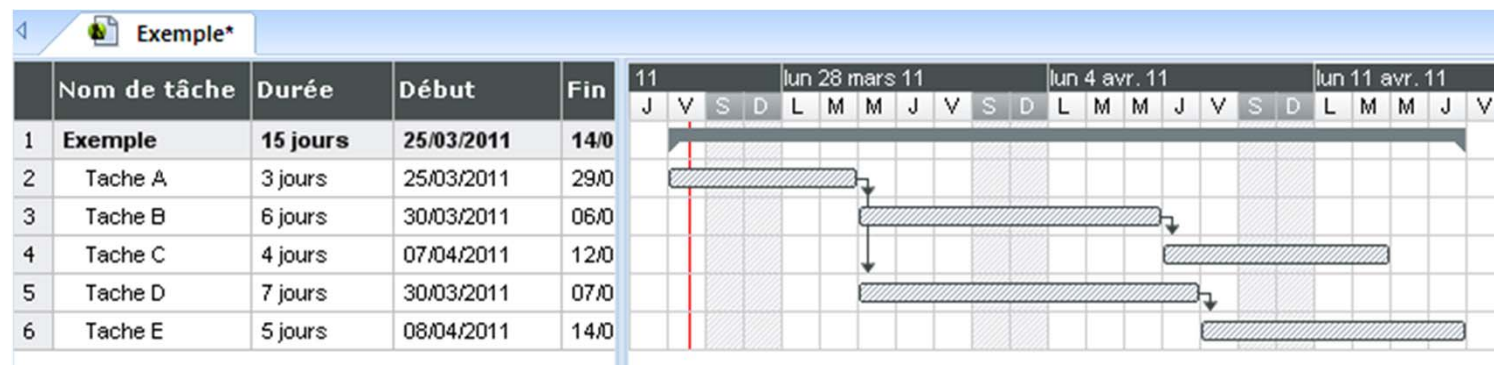 Exemple*
Nom de tâche Durée Début Fin
11 lun 28 mars 11 lun 4 avr. 11 lun 11 avr. 11
J V S D L M M J V S D L M M J V S D L M M J V
1 Exemple 15 jours 25/03/2011 14/0
2 Tache A 3 jours 25/03/2011 29/0
3 Tache B 6 jours 30/03/2011 06/0
4 Tache C 4 jours 07/04/2011 12/0
5 Tache D 7 jours 30/03/2011 07/0
6 Tache E 5 jours 08/04/2011 14/0